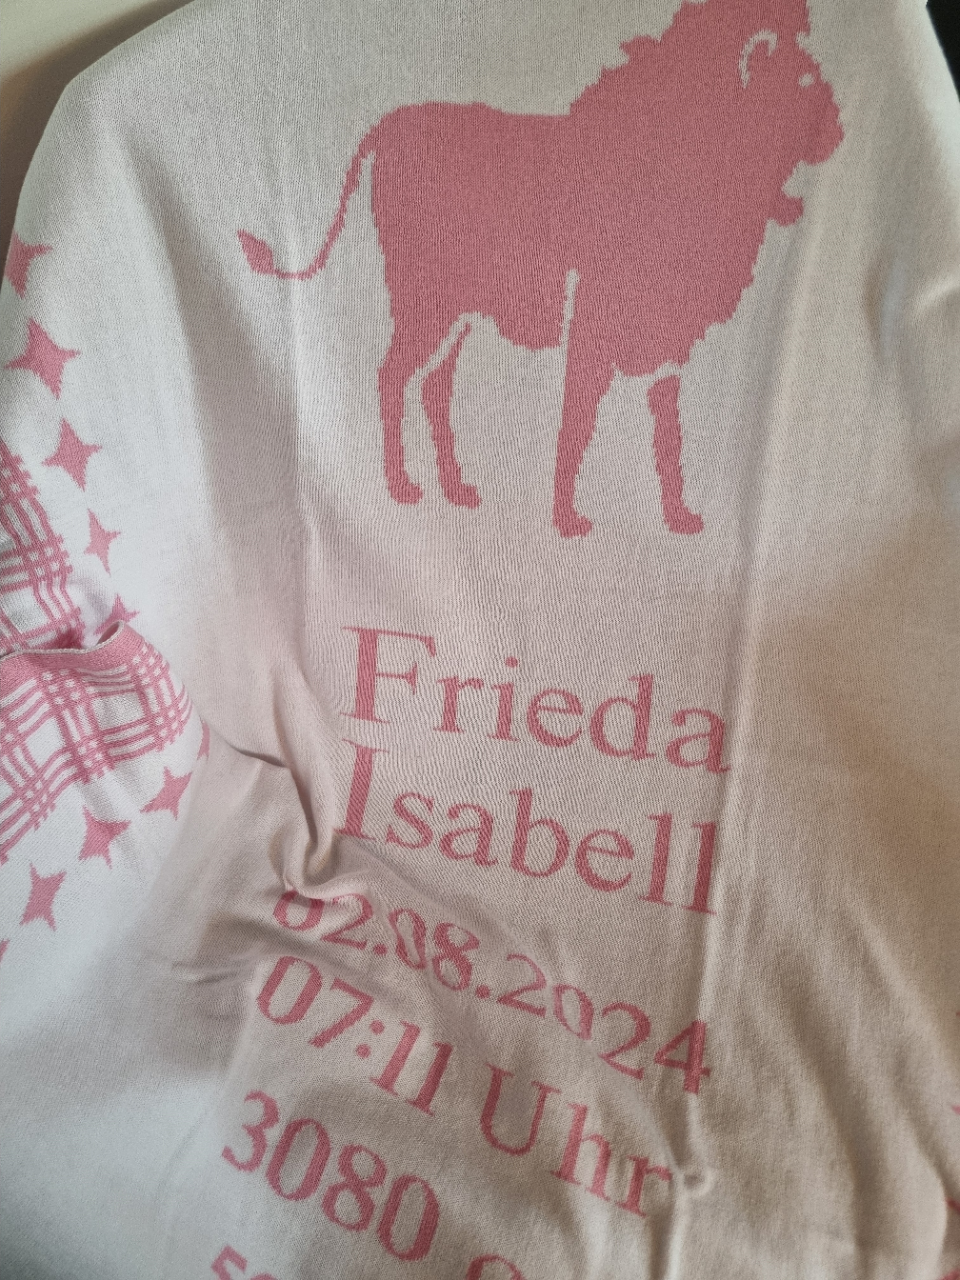 Frieda
Isabell
02.08.2024
07:11 Uhr
3080